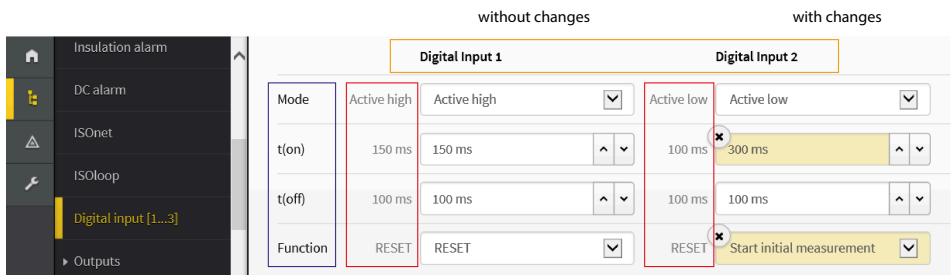 without changes with changes
Insulation alarm
Digital Input 1 Digital Input 2
DC alarm
Mode Active high Active high Active low Active low
ISOnet
t(on) 150 ms 150 ms 100 ms 300 ms
ISOloop
t(off) 100 ms 100 ms 100 ms 100 ms
Digital input [1...3]
Function RESET RESET RESET Start initial measurement
Outputs